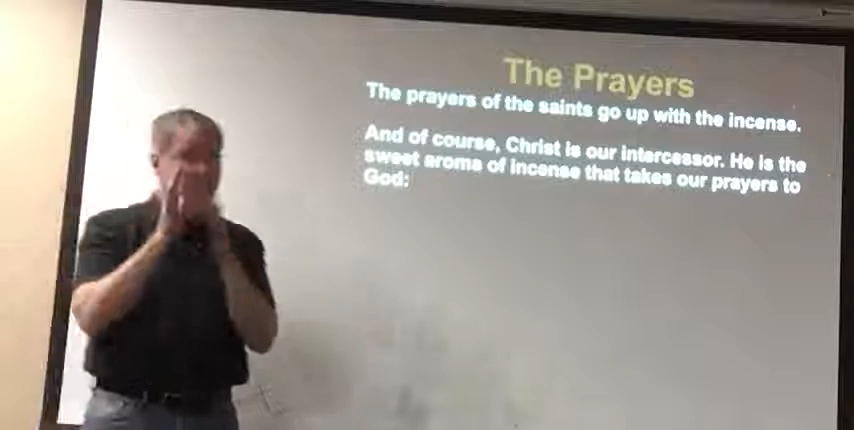 The Prayers
The prayers of the saints go up with the incense.
And of course, Christ is our intercessor. He is the
sweet aroma of incense that takes our prayers to
God: